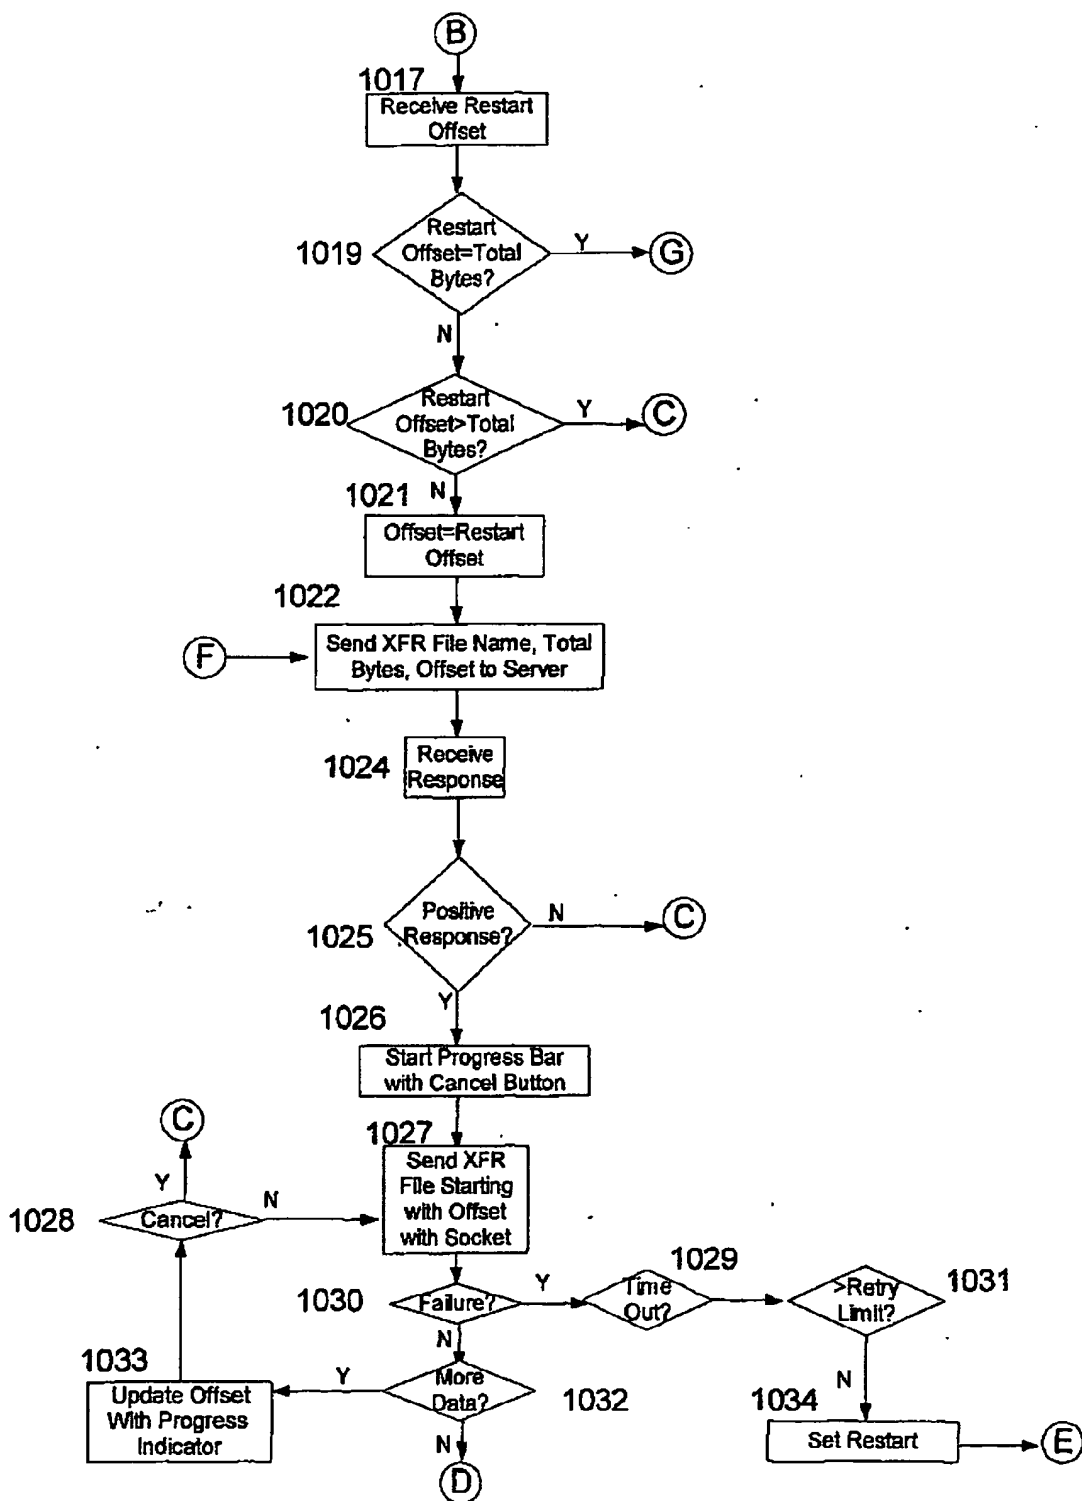 B
1017
Receive Restart
Offset
1019
Restart
Offset=Total
Bytes?
Y
G
N
1020
Restart
Offset>Total
Bytes?
Y
C
N
1021
Offset=Restart
Offset
1022
F
Send XFR File Name, Total
Bytes, Offset to Server
1024
Receive
Response
1025
Positive
Response?
N
C
Y
1026
Start Progress Bar
with Cancel Button
C
1027
Send XFR
File Starting
with Offset
with Socket
Y
N
1028
Cancel?
1029
1030
Failure?
Y
Time
Out?
>Retry
Limit?
1031
N
1033
Y
More
Data?
1032
N
1034
Update Offset
With Progress
Indicator
Set Restart
E
N
D